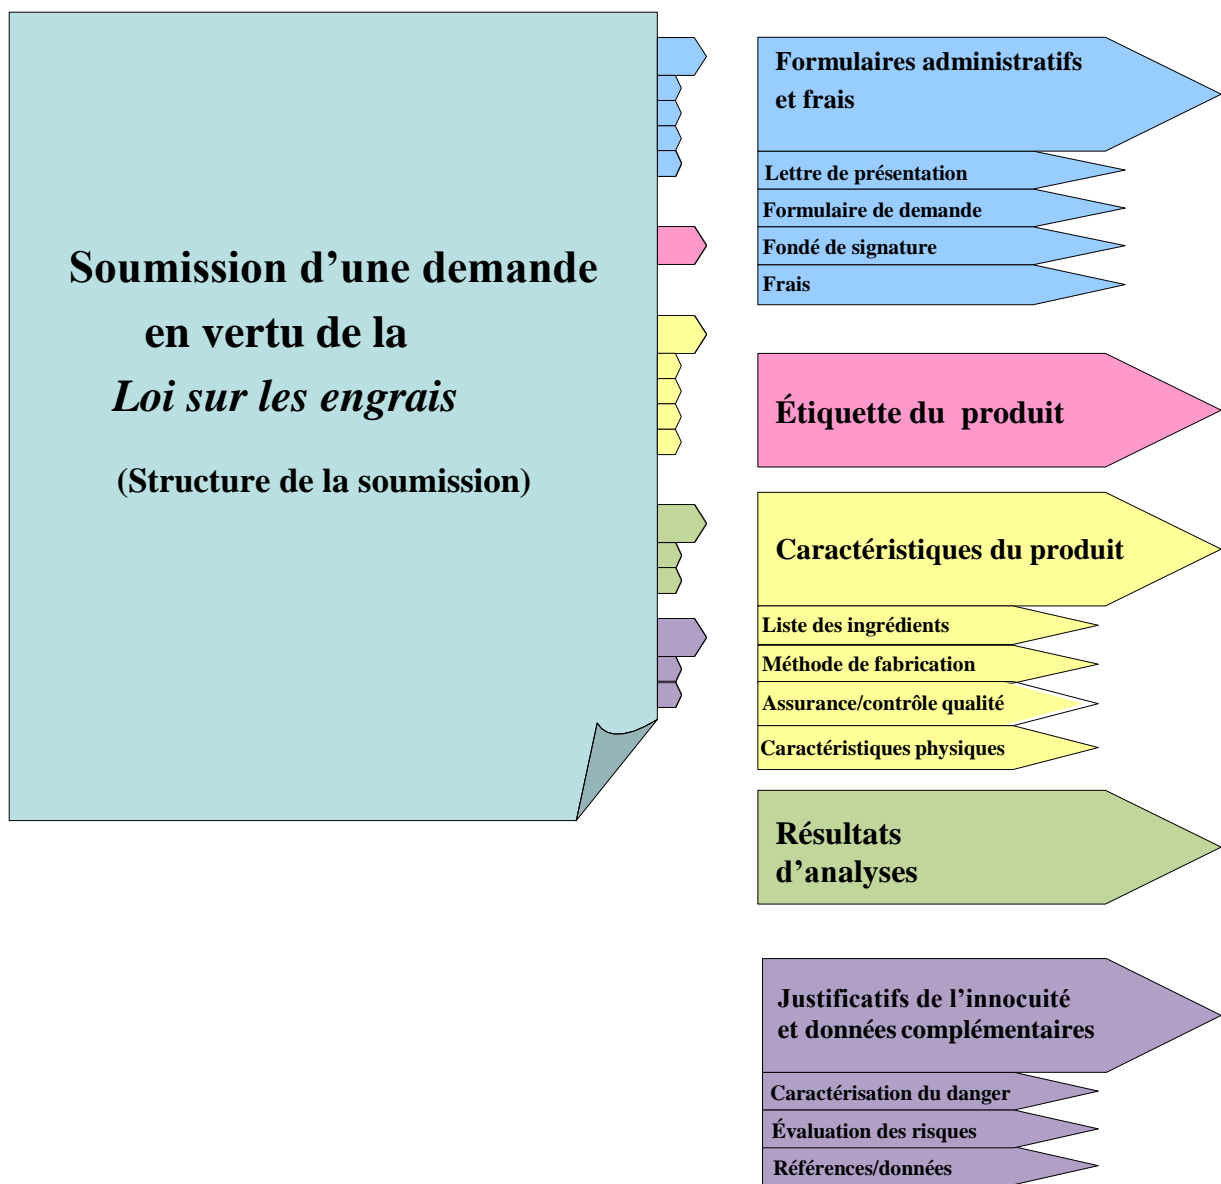 Soumission d’une demande
en vertu de la
Loi sur les engrais
(Structure de la soumission)
Formulaires administratifs
et frais
Lettre de présentation
Formulaire de demande
Fondé de signature
Frais
Étiquette du produit
Caractéristiques du produit
Liste des ingrédients
Méthode de fabrication
Assurance/contrôle qualité
Caractéristiques physiques
Résultats
d’analyses
Justificatifs de l’innocuité
et données complémentaires
Caractérisation du danger
Évaluation des risques
Références/données